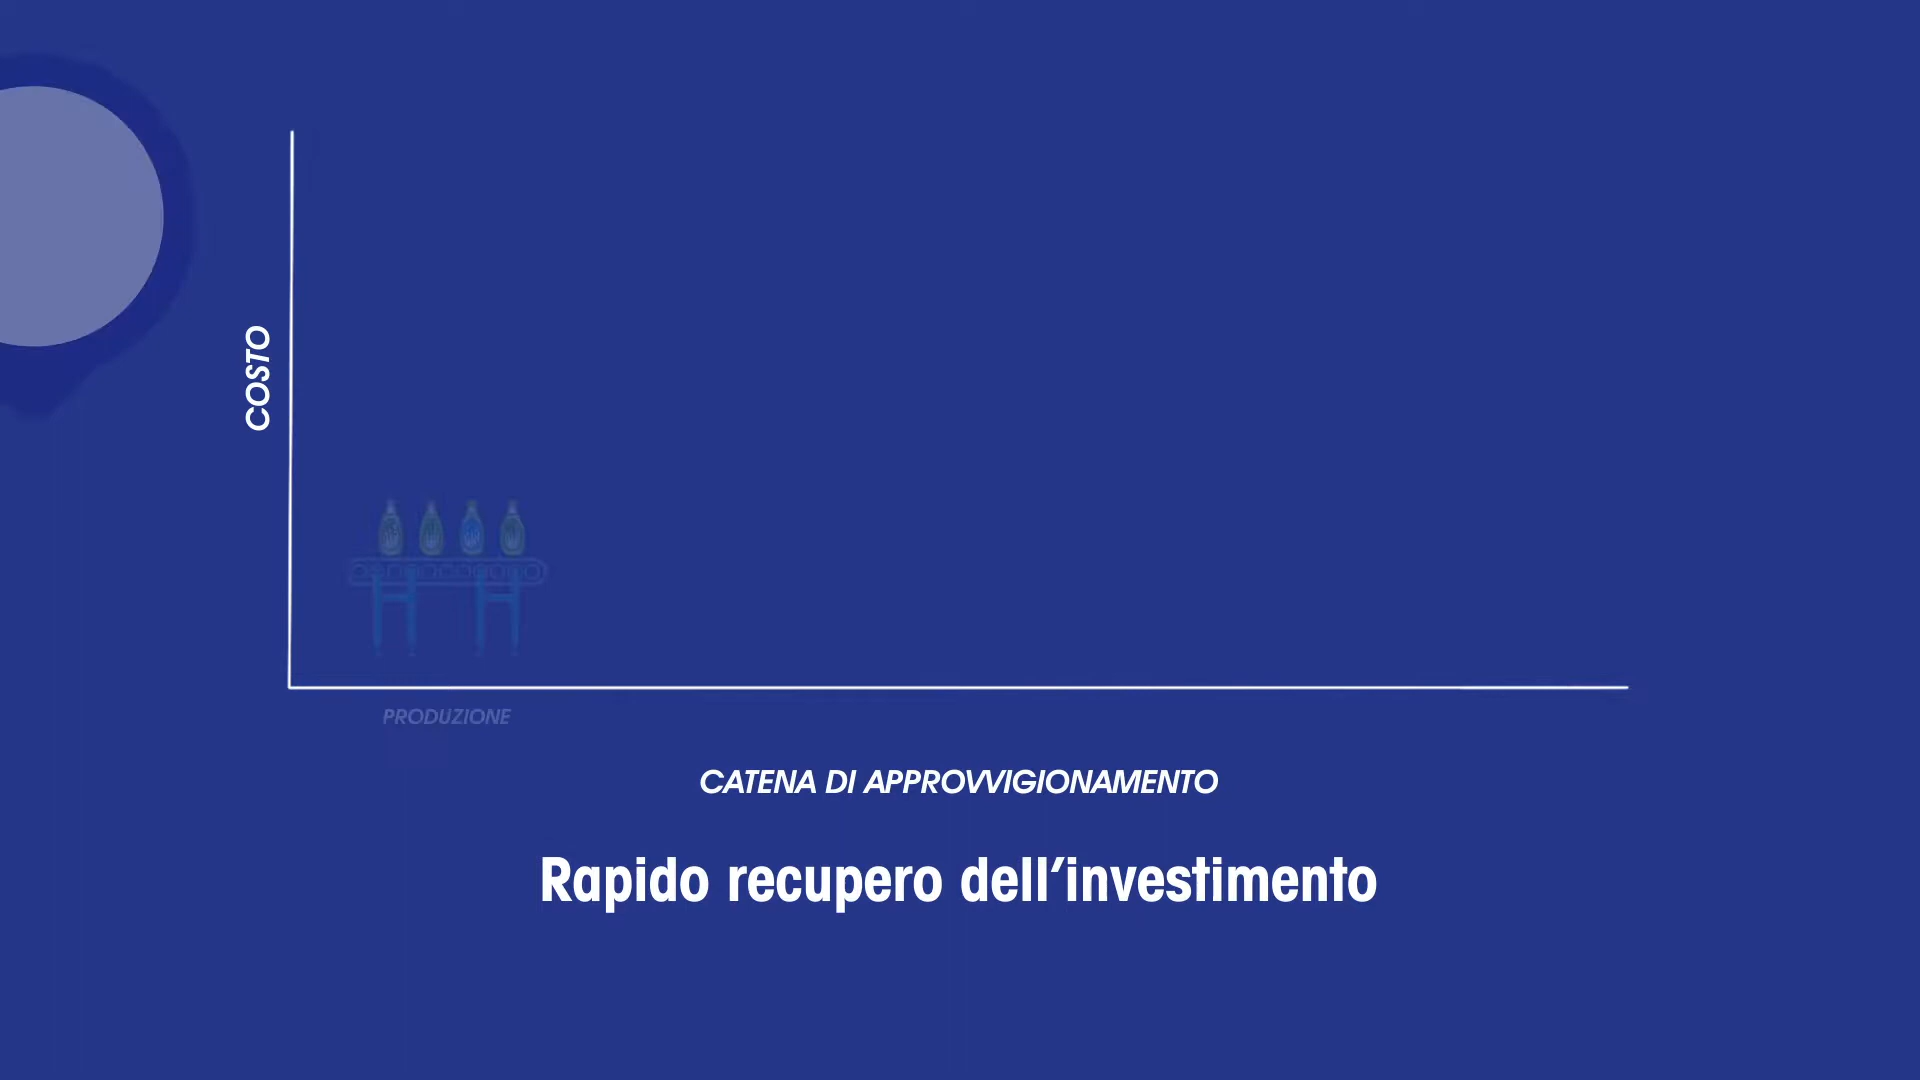 COSTO
PRODUZIONE
CATENA DI APPROVVIGIONAMENTO
Rapido recupero dell’investimento